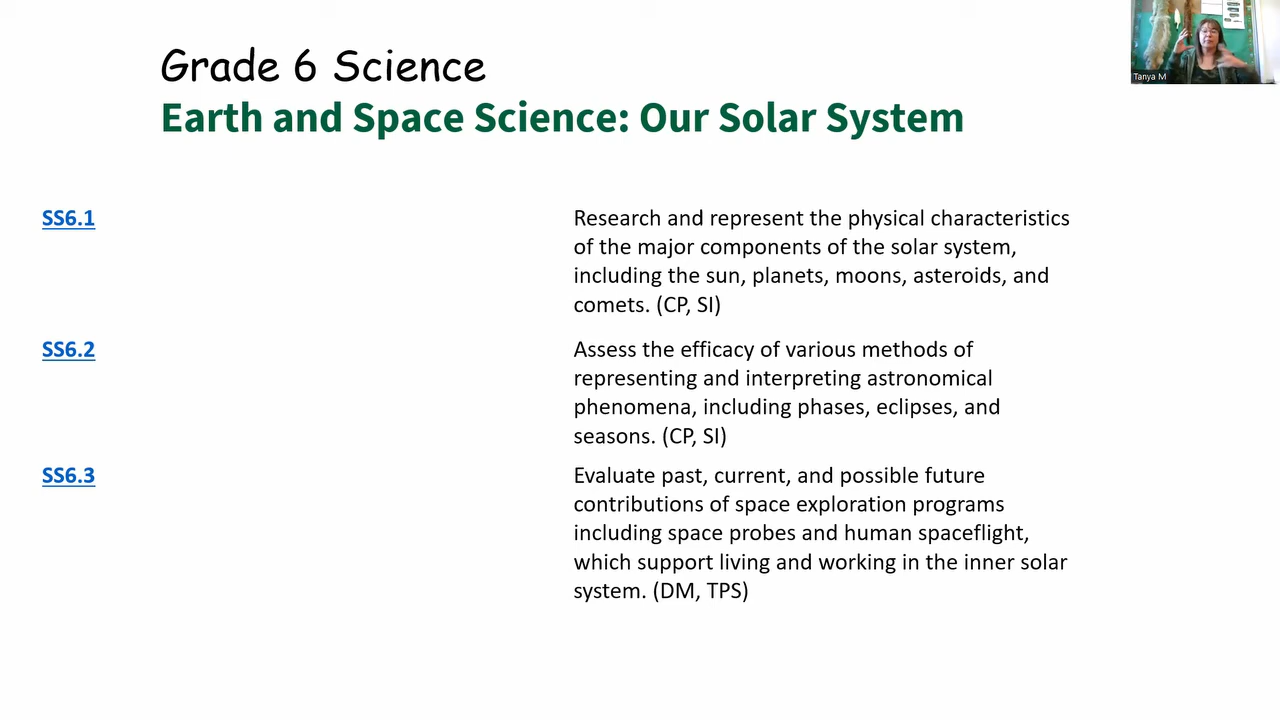 Grade 6 Science
Earth and Space Science: Our Solar System
Tanya M
SS6.1
Research and represent the physical characteristics
of the major components of the solar system,
including the sun, planets, moons, asteroids, and
comets. (CP, SI)
SS6.2
Assess the efficacy of various methods of
representing and interpreting astronomical
phenomena, including phases, eclipses, and
seasons. (CP, SI)
SS6.3
Evaluate past, current, and possible future
contributions of space exploration programs
including space probes and human spaceflight,
which support living and working in the inner solar
system. (DM, TPS)